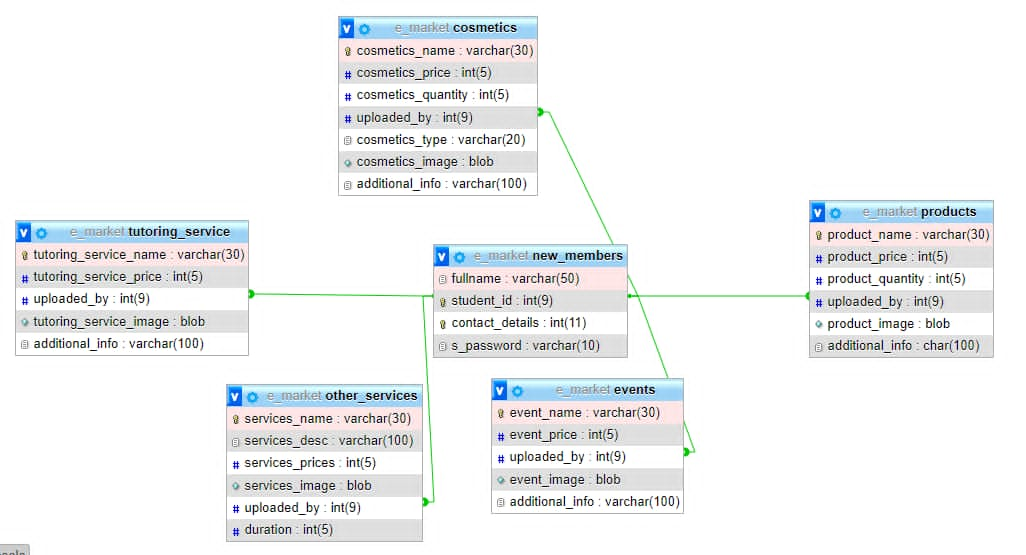 e_market cosmetics
cosmetics_name : varchar(30)
cosmetics_price : int(5)
cosmetics_quantity : int(5)
uploaded_by : int(9)
cosmetics_type : varchar(20)
cosmetics_image : blob
additional_info : varchar(100)
e_market tutoring_service
tutoring_service_name : varchar(30)
tutoring_service_price : int(5)
uploaded_by : int(9)
tutoring_service_image : blob
additional_info : varchar(100)
e_market new_members
fullname : varchar(50)
student_id : int(9)
contact_details : int(11)
s_password : varchar(10)
e_market products
product_name : varchar(30)
product_price : int(5)
product_quantity : int(5)
uploaded_by : int(9)
product_image : blob
additional_info : char(100)
e_market other_services
services_name : varchar(30)
services_desc : varchar(100)
services_prices : int(5)
services_image : blob
uploaded_by : int(9)
duration : int(5)
e_market events
event_name : varchar(30)
event_price : int(5)
uploaded_by : int(9)
event_image : blob
additional_info : varchar(100)